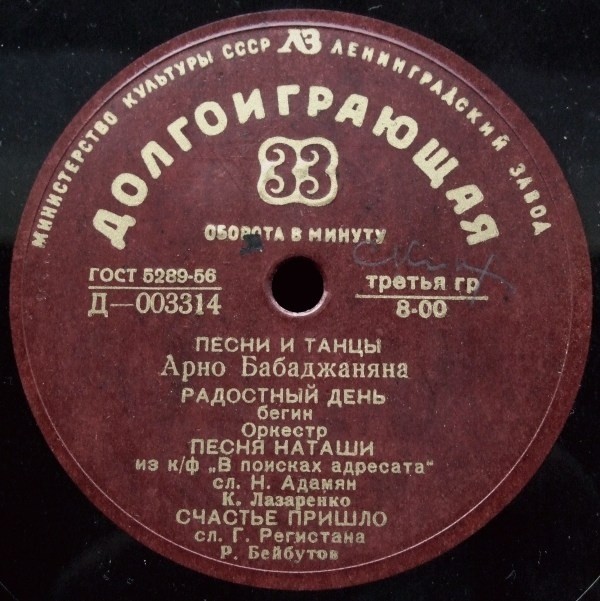 МИНИСТЕРСТВО КУЛЬТУРЫ СССР ЛЗ ЛЕНИНГРАДСКИЙ ЗАВОД
ДОЛГОИГРАЮЩАЯ
33
ОБОРОТА В МИНУТУ
ГОСТ 5289-56
Д—003314
третья гр
8-00
ПЕСНИ И ТАНЦЫ
Арно Бабаджаняна
РАДОСТНЫЙ ДЕНЬ
бегин
Оркестр
ПЕСНЯ НАТАШИ
из к/ф „В поисках адресата“
сл. Н. Адамян
К. Лазаренко
СЧАСТЬЕ ПРИШЛО
сл. Г. Регистана
Р. Бейбутов